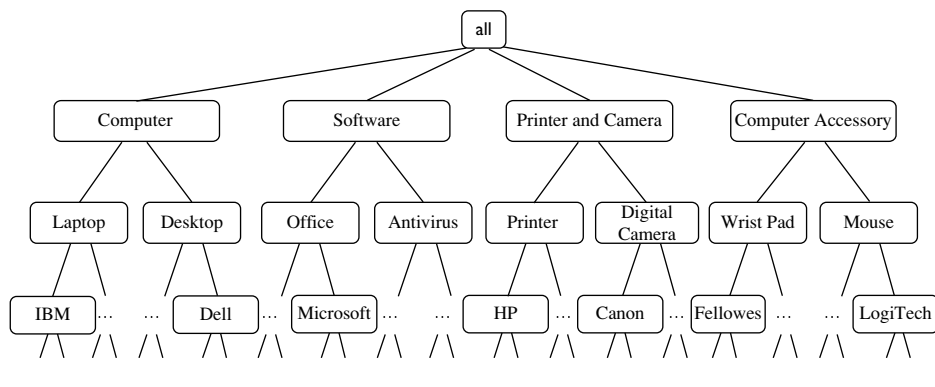 all
Computer
Software
Printer and Camera
Computer Accessory
Laptop
Desktop
Office
Antivirus
Printer
Digital
Camera
Wrist Pad
Mouse
IBM
...
...
Dell
...
Microsoft
...
...
HP
...
Canon
...
Fellowes
...
...
LogiTech